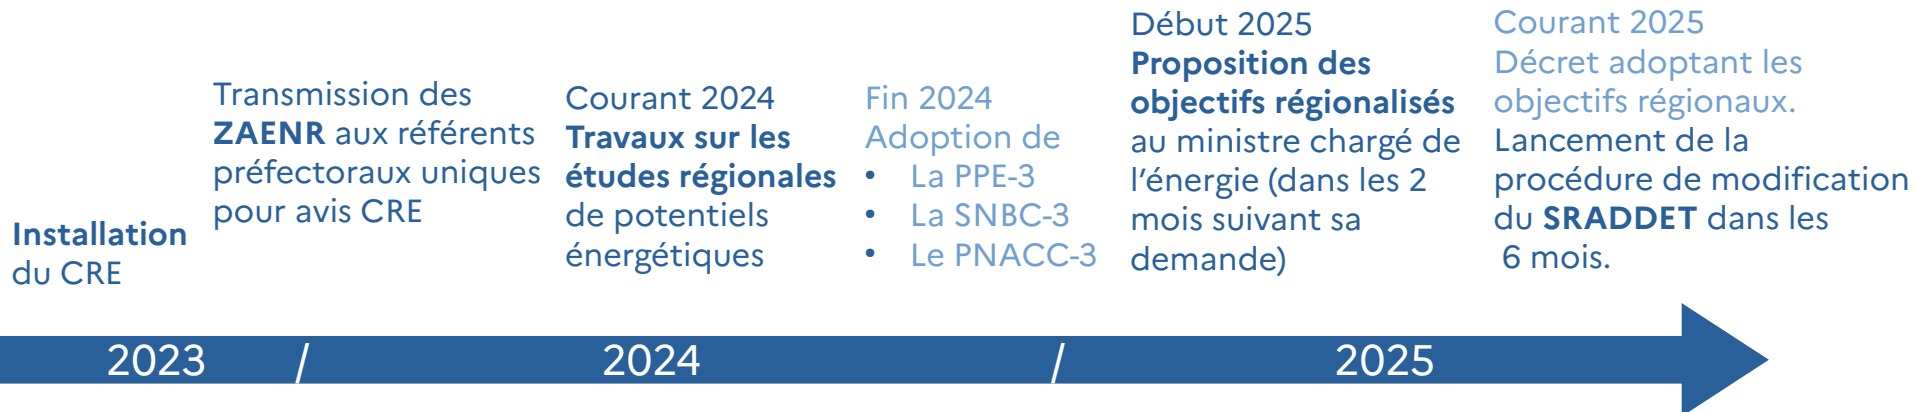 Installation
du CRE
Transmission des
ZAENR aux référents
préfectoraux uniques
pour avis CRE
Courant 2024
Travaux sur les
études régionales
de potentiels
énergétiques
Fin 2024
Adoption de
• La PPE-3
• La SNBC-3
• Le PNACC-3
Début 2025
Proposition des
objectifs régionalisés
au ministre chargé de
l’énergie (dans les 2
mois suivant sa
demande)
Courant 2025
Décret adoptant les
objectifs régionaux.
Lancement de la
procédure de modification
du SRADDET dans les
6 mois.
2023 / 2024 / 2025